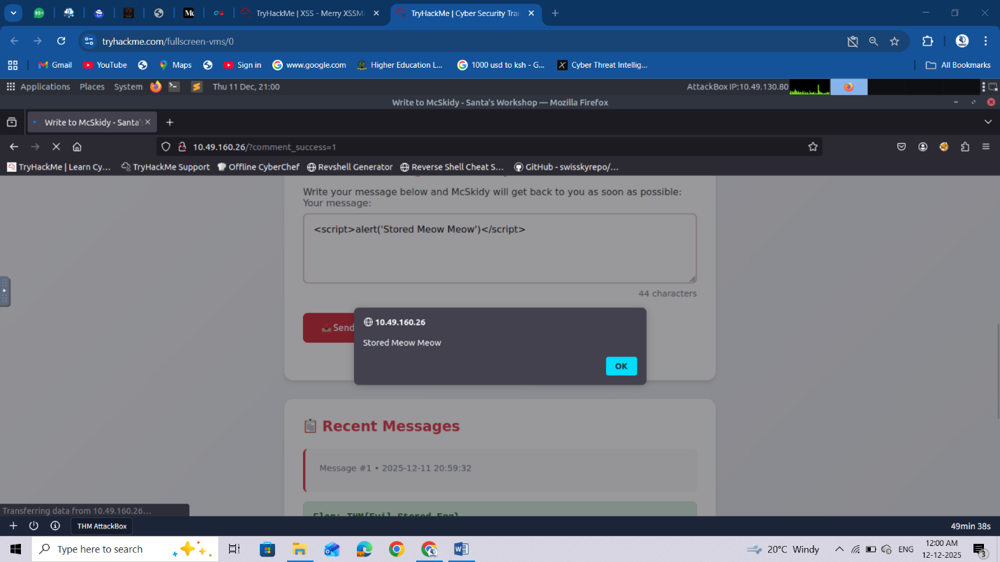 99+
TryHackMe | XSS - Merry XSSM
TryHackMe | Cyber Security Trai
tryhackme.com/fullscreen-vms/0
Gmail
YouTube
Maps
Sign in
www.google.com
Higher Education L...
1000 usd to ksh - G...
Cyber Threat Intellig...
All Bookmarks
Applications Places System
Thu 11 Dec, 21:00
AttackBox IP:10.49.130.80
Write to McSkidy - Santa's Workshop — Mozilla Firefox
Write to McSkidy - Santa's
10.49.160.26/?comment_success=1
TryHackMe | Learn Cy...
TryHackMe Support
Offline CyberChef
Revshell Generator
Reverse Shell Cheat S...
GitHub - swisskyrepo/...
Write your message below and McSkidy will get back to you as soon as possible:
Your message:
<script>alert('Stored Meow Meow')</script>
44 characters
Send
10.49.160.26
Stored Meow Meow
OK
Recent Messages
Message #1 • 2025-12-11 20:59:32
Flag: THM{Evil_Stored_Egg}
Transferring data from 10.49.160.26...
THM AttackBox
49min 38s
Type here to search
20°C Windy
ENG
12:00 AM
12-12-2025
3